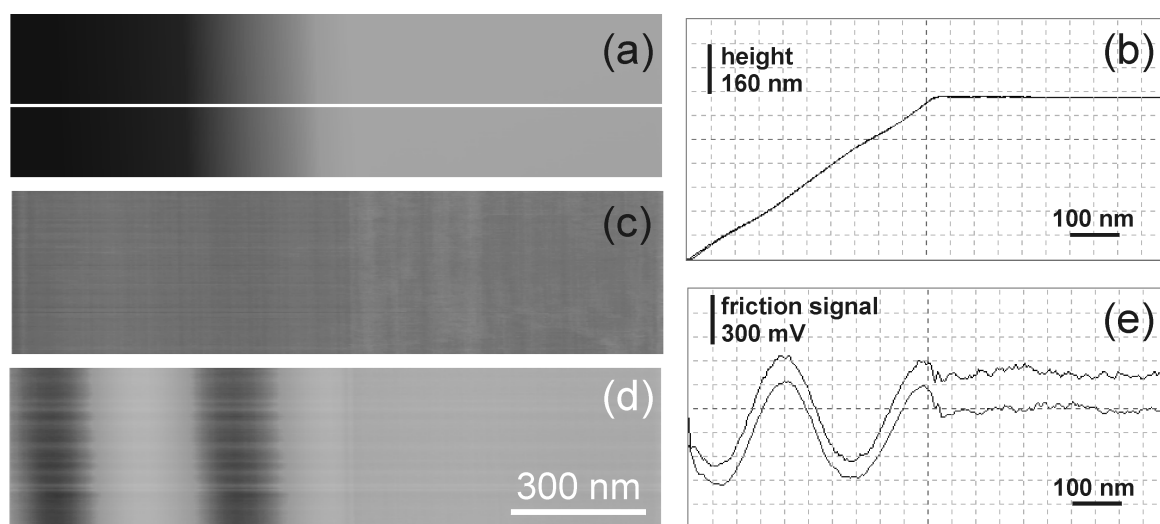 (a)
(b)
height
160 nm
100 nm
(c)
(d)
300 nm
(e)
friction signal
300 mV
100 nm